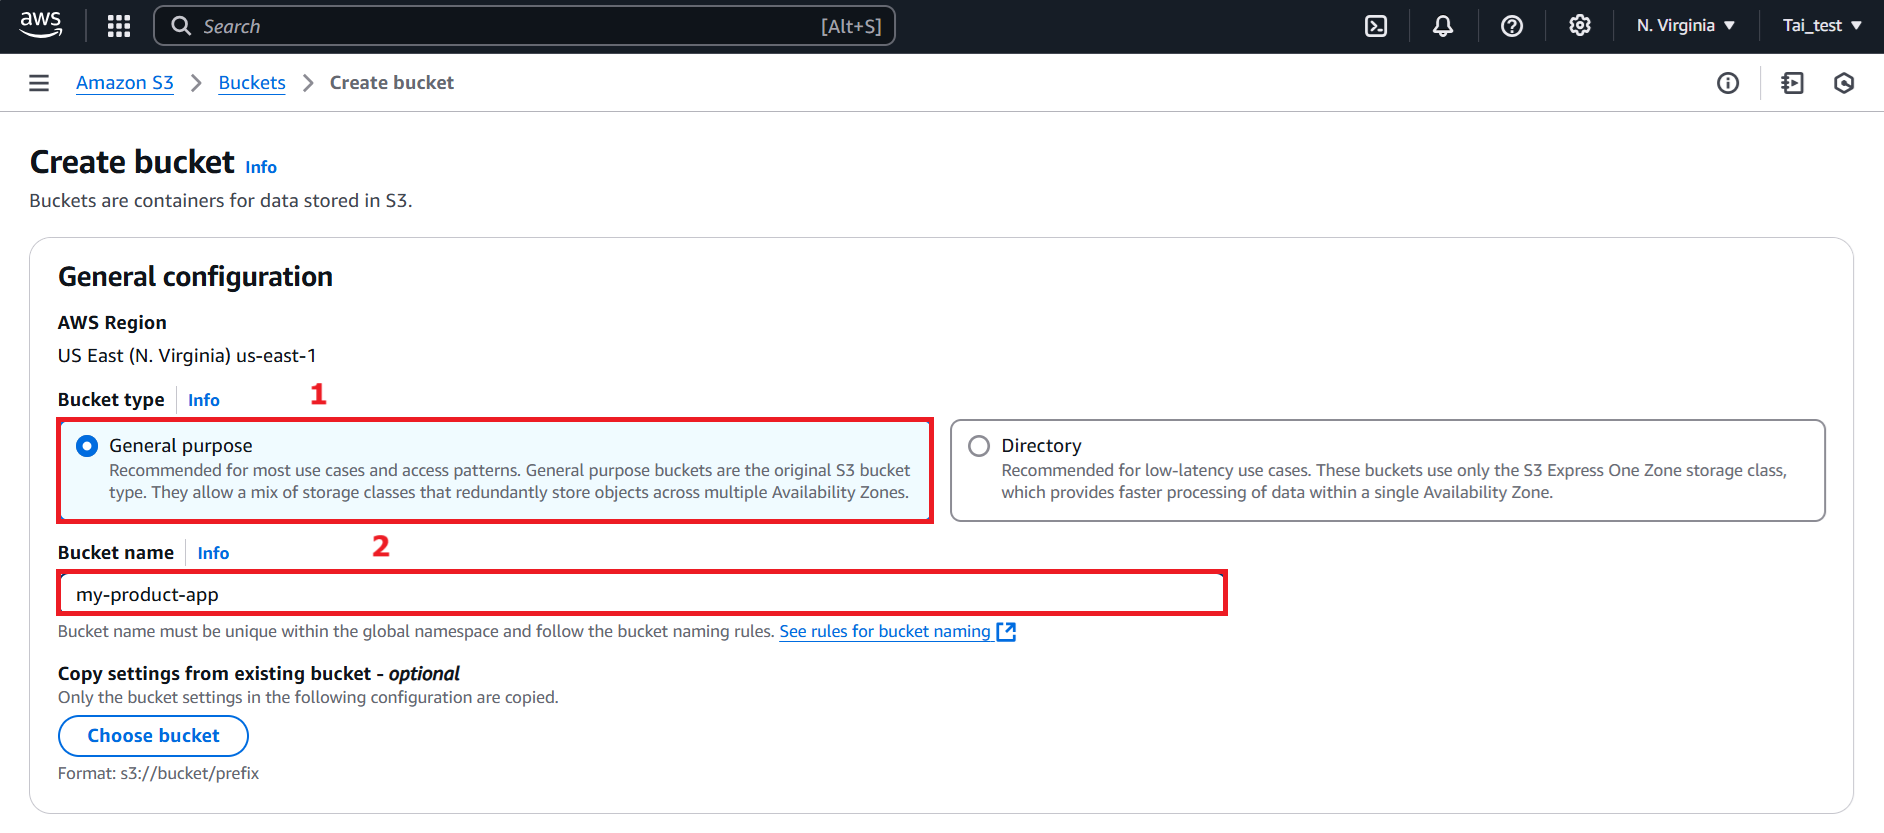 aws Search [Alt+S] N. Virginia Tai_test
Amazon S3 Buckets Create bucket
Create bucket Info
Buckets are containers for data stored in S3.
General configuration
AWS Region
US East (N. Virginia) us-east-1
Bucket type Info 1
General purpose
Recommended for most use cases and access patterns. General purpose buckets are the original S3 bucket
type. They allow a mix of storage classes that redundantly store objects across multiple Availability Zones.
Directory
Recommended for low-latency use cases. These buckets use only the S3 Express One Zone storage class,
which provides faster processing of data within a single Availability Zone.
Bucket name Info 2
my-product-app
Bucket name must be unique within the global namespace and follow the bucket naming rules. See rules for bucket naming
Copy settings from existing bucket - optional
Only the bucket settings in the following configuration are copied.
Choose bucket
Format: s3://bucket/prefix